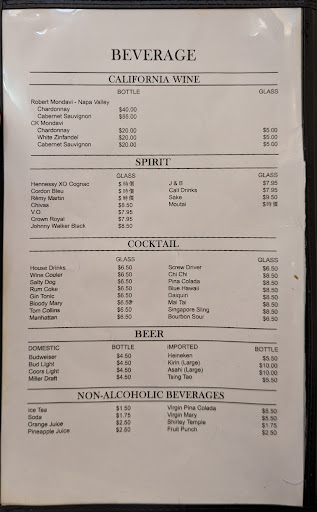 BEVERAGE
CALIFORNIA WINE
BOTTLE GLASS
Robert Mondavi - Napa Valley
Chardonnay $40.00
Cabernet Sauvignon $55.00
CK Mondavi
Chardonnay $20.00 $5.00
White Zinfandel $20.00 $5.00
Cabernet Sauvignon $20.00 $5.00
SPIRIT
GLASS GLASS
Hennessy XO Cognac $ 時價 J & B $7.95
Cordon Bleu $ 時價 Call Drinks $7.95
Rémy Martin $ 時價 Sake $9.50
Chivas $8.50 Moutai $ 時價
V.O. $7.95
Crown Royal $7.95
Johnny Walker Black $8.50
COCKTAIL
GLASS GLASS
House Drinks $6.50 Screw Driver $6.50
Wine Cooler $6.50 Chi Chi $8.50
Salty Dog $6.50 Pina Colada $8.50
Rum Coke $6.50 Blue Hawaii $8.50
Gin Tonic $6.50 Daiquiri $8.50
Bloody Mary $6.50 Mai Tai $8.50
Tom Collins $6.50 Singapore Sling $8.50
Manhattan $8.50 Bourbon Sour $6.50
BEER
DOMESTIC BOTTLE IMPORTED BOTTLE
Budweiser $4.50 Heineken $5.50
Bud Light $4.50 Kirin (Large) $10.00
Coors Light $4.50 Asahi (Large) $10.00
Miller Draft $4.50 Tsing Tao $5.50
NON-ALCOHOLIC BEVERAGES
Ice Tea $1.50 Virgin Pina Colada $5.50
Soda $1.75 Virgin Mary $5.50
Orange Juice $2.50 Shirley Temple $1.75
Pineapple Juice $2.50 Fruit Punch $2.50